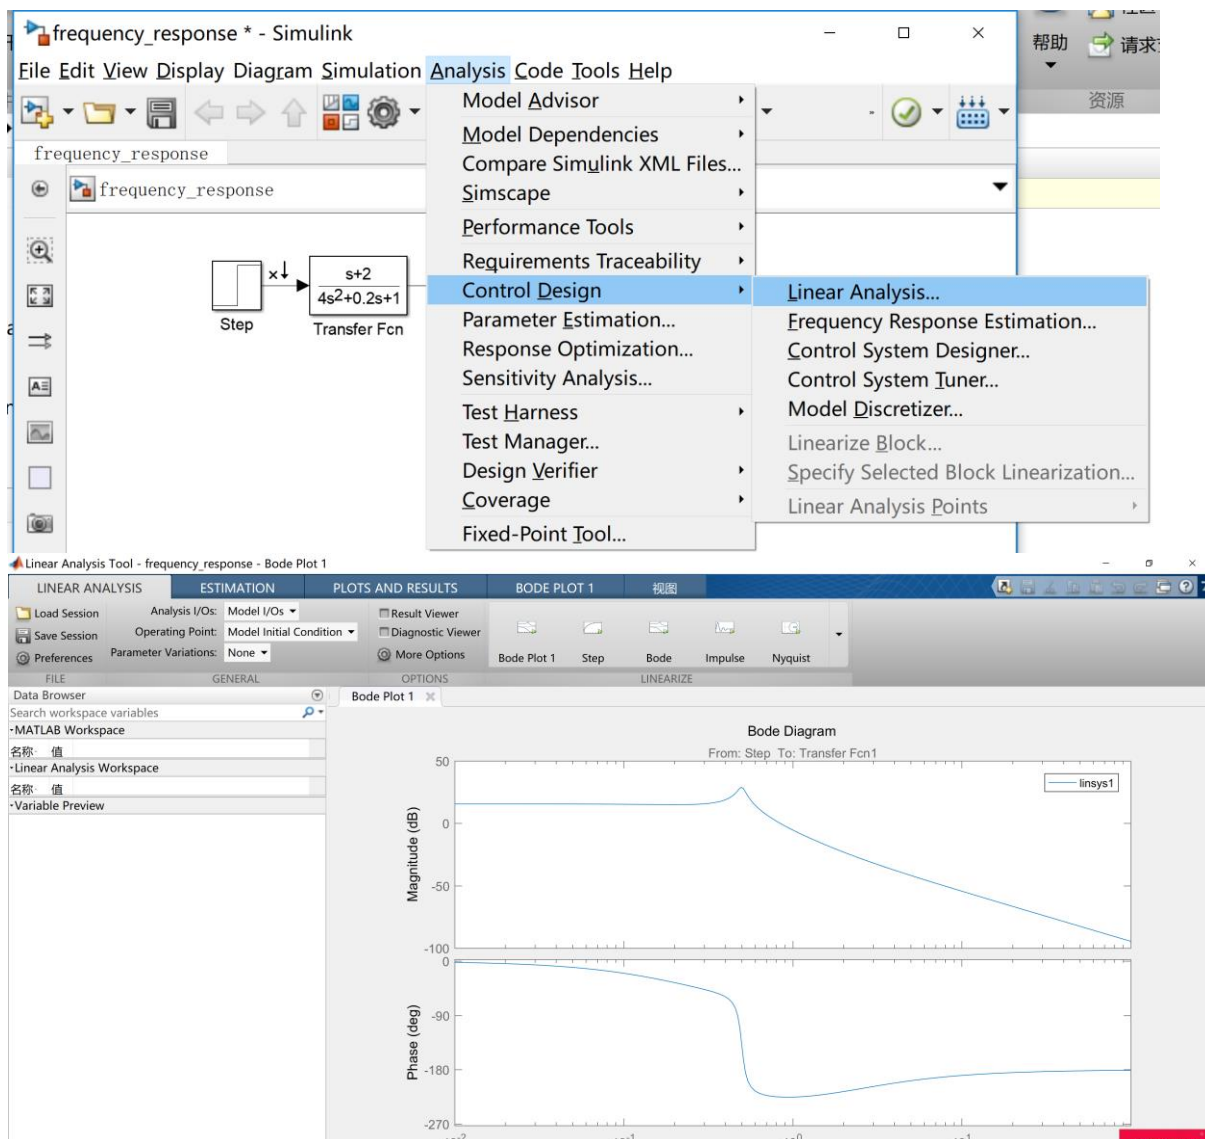 frequency_response * - Simulink
帮助
资源
File Edit View Display Diagram Simulation Analysis Code Tools Help
frequency_response
frequency_response
Step
s+2
4s²+0.2s+1
Transfer Fcn
Model Advisor
Model Dependencies
Compare Simulink XML Files...
Simscape
Performance Tools
Requirements Traceability
Control Design
Parameter Estimation...
Response Optimization...
Sensitivity Analysis...
Test Harness
Test Manager...
Design Verifier
Coverage
Fixed-Point Tool...
Linear Analysis...
Frequency Response Estimation...
Control System Designer...
Control System Tuner...
Model Discretizer...
Linearize Block...
Specify Selected Block Linearization...
Linear Analysis Points
Linear Analysis Tool - frequency_response - Bode Plot 1
LINEAR ANALYSIS ESTIMATION PLOTS AND RESULTS BODE PLOT 1 视图
Load Session
Save Session
Preferences
FILE
Analysis I/Os: Model I/Os
Operating Point: Model Initial Condition
Parameter Variations: None
GENERAL
Result Viewer
Diagnostic Viewer
More Options
OPTIONS
Bode Plot 1 Step Bode Impulse Nyquist
LINEARIZE
Data Browser
Search workspace variables
MATLAB Workspace
名称 值
Linear Analysis Workspace
名称 值
Variable Preview
Bode Plot 1
Bode Diagram
From: Step To: Transfer Fcn1
linsys1
Magnitude (dB)
50
0
-50
-100
Phase (deg)
0
-90
-180
-270